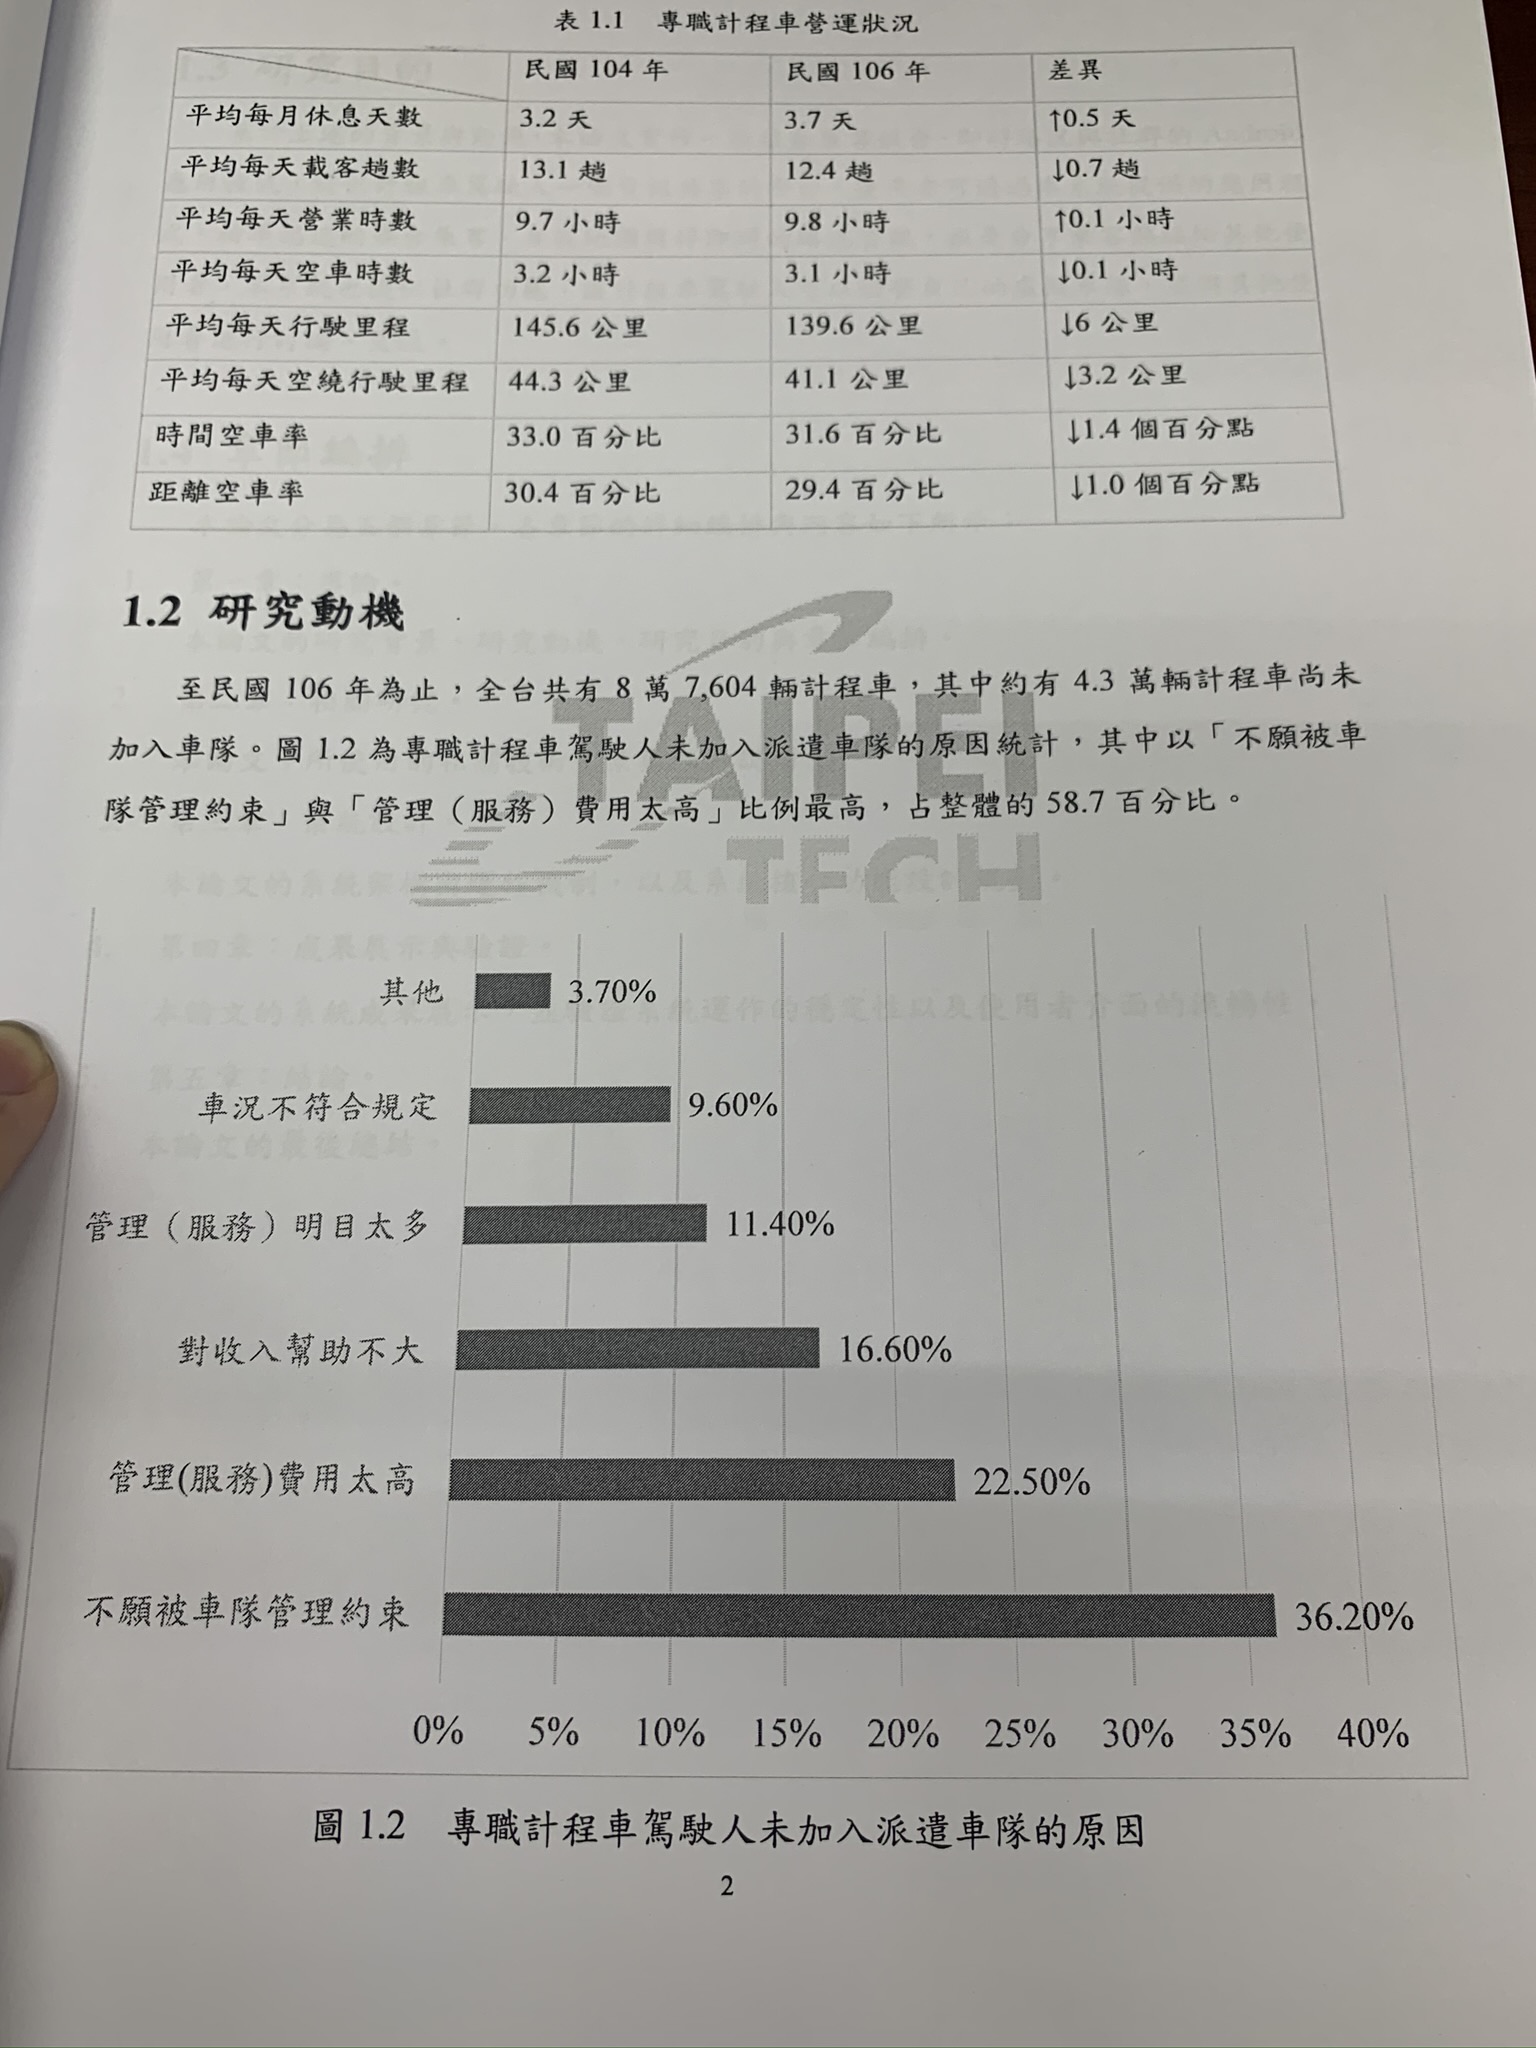 表 1.1 專職計程車營運狀況
民國 104 年 民國 106 年 差異
平均每月休息天數 3.2 天 3.7 天 ↑0.5 天
平均每天載客趟數 13.1 趟 12.4 趟 ↓0.7 趟
平均每天營業時數 9.7 小時 9.8 小時 ↑0.1 小時
平均每天空車時數 3.2 小時 3.1 小時 ↓0.1 小時
平均每天行駛里程 145.6 公里 139.6 公里 ↓6 公里
平均每天空繞行駛里程 44.3 公里 41.1 公里 ↓3.2 公里
時間空車率 33.0 百分比 31.6 百分比 ↓1.4 個百分點
距離空車率 30.4 百分比 29.4 百分比 ↓1.0 個百分點
1.2 研究動機
至民國 106 年為止，全台共有 8 萬 7,604 輛計程車，其中約有 4.3 萬輛計程車尚未
加入車隊。圖 1.2 為專職計程車駕駛人未加入派遣車隊的原因統計，其中以「不願被車
隊管理約束」與「管理（服務）費用太高」比例最高，占整體的 58.7 百分比。
TAIPEI
TECH
其他 3.70%
車況不符合規定 9.60%
管理（服務）明目太多 11.40%
對收入幫助不大 16.60%
管理(服務)費用太高 22.50%
不願被車隊管理約束 36.20%
0% 5% 10% 15% 20% 25% 30% 35% 40%
圖 1.2 專職計程車駕駛人未加入派遣車隊的原因
2